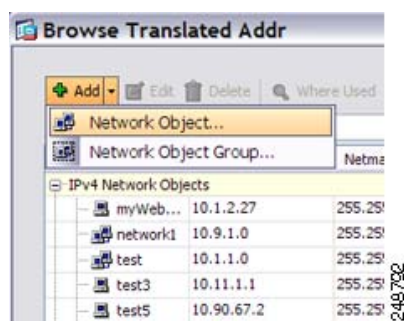 Browse Translated Addr
Add Edit Delete Where Used
Network Object...
Network Object Group...
Netma
IPv4 Network Objects
myWeb... 10.1.2.27 255.25
network1 10.9.1.0 255.25
test 10.1.1.0 255.25
test3 10.11.1.1 255.25
test5 10.90.67.2 255.25
248792